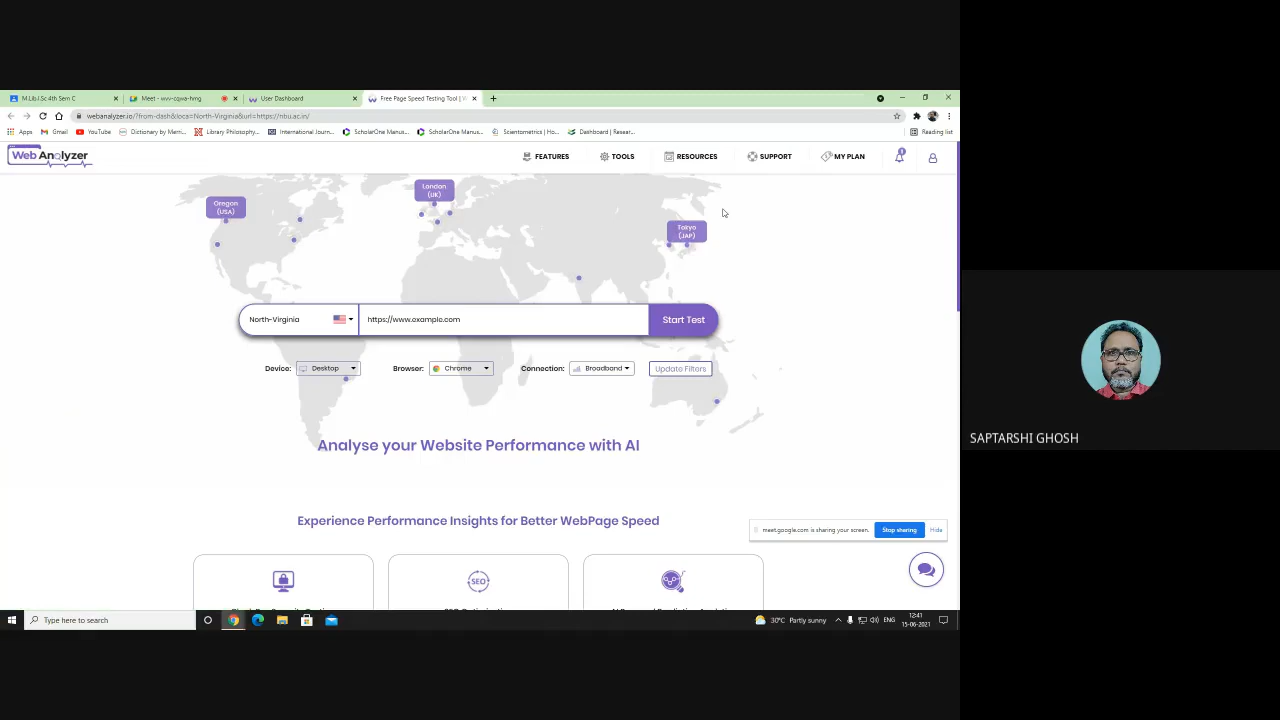 M.Lib.I.Sc 4th Sem C
Meet - wvv-cqwa-hmg
User Dashboard
Free Page Speed Testing Tool | W
webanalyzer.io/?from-dash&loca=North-Virginia&url=https://nbu.ac.in/
Apps
Gmail
YouTube
Dictionary by Merri...
Library Philosophy...
International Journ...
ScholarOne Manus...
ScholarOne Manus...
Scientometrics | Ho...
Dashboard | Resear...
Reading list
Web Analyzer
FEATURES
TOOLS
RESOURCES
SUPPORT
MY PLAN
1
Oregon
(USA)
London
(UK)
Tokyo
(JAP)
North-Virginia
https://www.example.com
Start Test
Device:
Desktop
Browser:
Chrome
Connection:
Broadband
Update Filters
Analyse your Website Performance with AI
Experience Performance Insights for Better WebPage Speed
meet.google.com is sharing your screen.
Stop sharing
Hide
SEO
Type here to search
30°C Partly sunny
ENG
12:41
15-06-2021
SAPTARSHI GHOSH